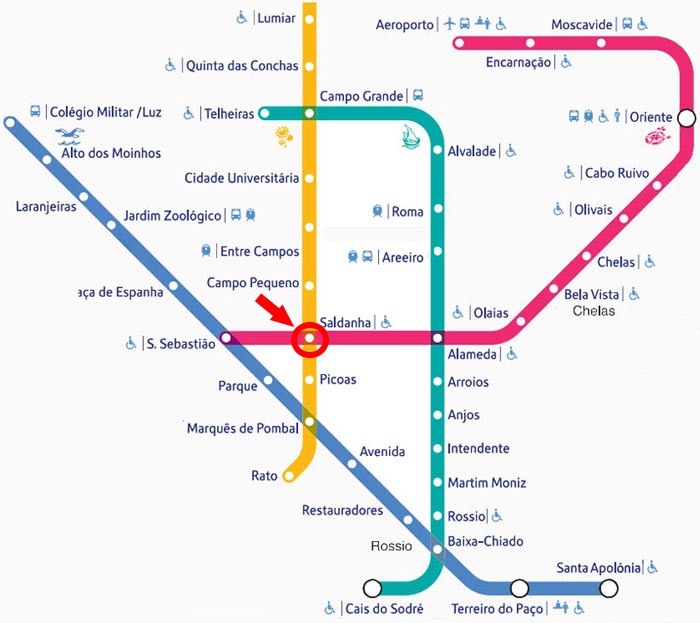 Lumiar
Aeroporto
Moscavide
Quinta das Conchas
Encarnação
Campo Grande
Colégio Militar /Luz
Telheiras
Oriente
Alto dos Moinhos
Alvalade
Cidade Universitária
Cabo Ruivo
Laranjeiras
Jardim Zoológico
Roma
Olivais
Entre Campos
Areeiro
Chelas
Campo Pequeno
aça de Espanha
Bela Vista
Chelas
Saldanha
Olaias
S. Sebastião
Alameda
Parque
Picoas
Arroios
Marquês de Pombal
Anjos
Avenida
Intendente
Rato
Martim Moniz
Restauradores
Rossio
Rossio
Baixa-Chiado
Santa Apolónia
Cais do Sodré
Terreiro do Paço